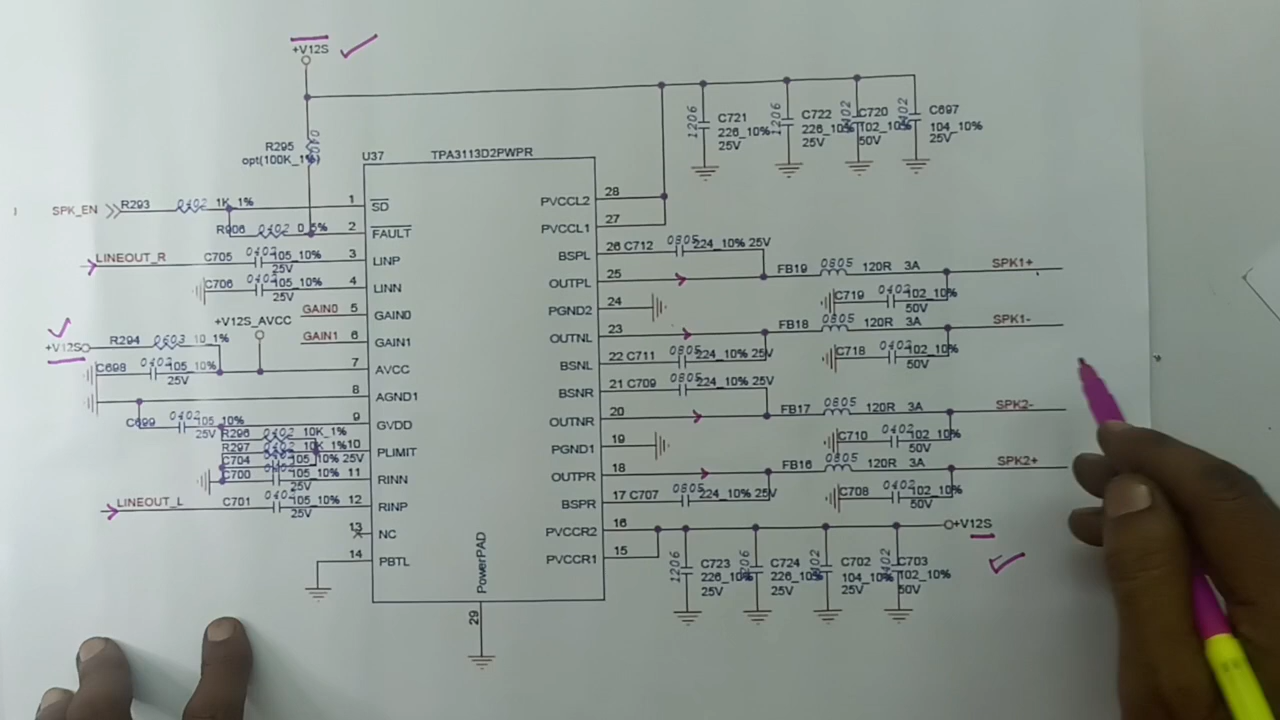 +V12S
R295
opt(100K_1%)
U37
TPA3113D2PWPR
1206
C721
226_10%
25V
1206
C722
226_10%
25V
C720
102_10%
50V
C697
104_10%
25V
SPK_EN
R293
0402
1K_1%
1
SD
R906
0402
0_5%
2
FAULT
LINEOUT_R
C705
0402
105_10%
25V
3
LINP
C706
0402
105_10%
25V
4
LINN
GAIN0
5
GAIN0
+V12S_AVCC
GAIN1
6
GAIN1
+V12S
R294
0603
10_1%
C698
0402
105_10%
25V
7
AVCC
8
AGND1
C699
0402
105_10%
25V
9
GVDD
R296
0402
10K_1%
R297
0402
10K_1%
10
PLIMIT
C704
105_10% 25V
C700
105_10%
25V
11
RINN
LINEOUT_L
C701
0402
105_10%
25V
12
RINP
13
NC
14
PBTL
PowerPAD
29
PVCCL2
28
PVCCL1
27
BSPL
26
C712
0805
224_10% 25V
OUTPL
25
FB19
0805
120R
3A
SPK1+
C719
0402
102_10%
50V
PGND2
24
OUTNL
23
FB18
0805
120R
3A
SPK1-
C718
0402
102_10%
50V
BSNL
22
C711
0805
224_10% 25V
BSNR
21
C709
0805
224_10% 25V
OUTNR
20
FB17
0805
120R
3A
SPK2-
C710
0402
102_10%
50V
PGND1
19
OUTPR
18
FB16
0805
120R
3A
SPK2+
C708
0402
102_10%
50V
BSPR
17
C707
0805
224_10% 25V
PVCCR2
16
+V12S
PVCCR1
15
1206
C723
226_10%
25V
C724
226_10%
25V
C702
104_10%
25V
C703
102_10%
50V